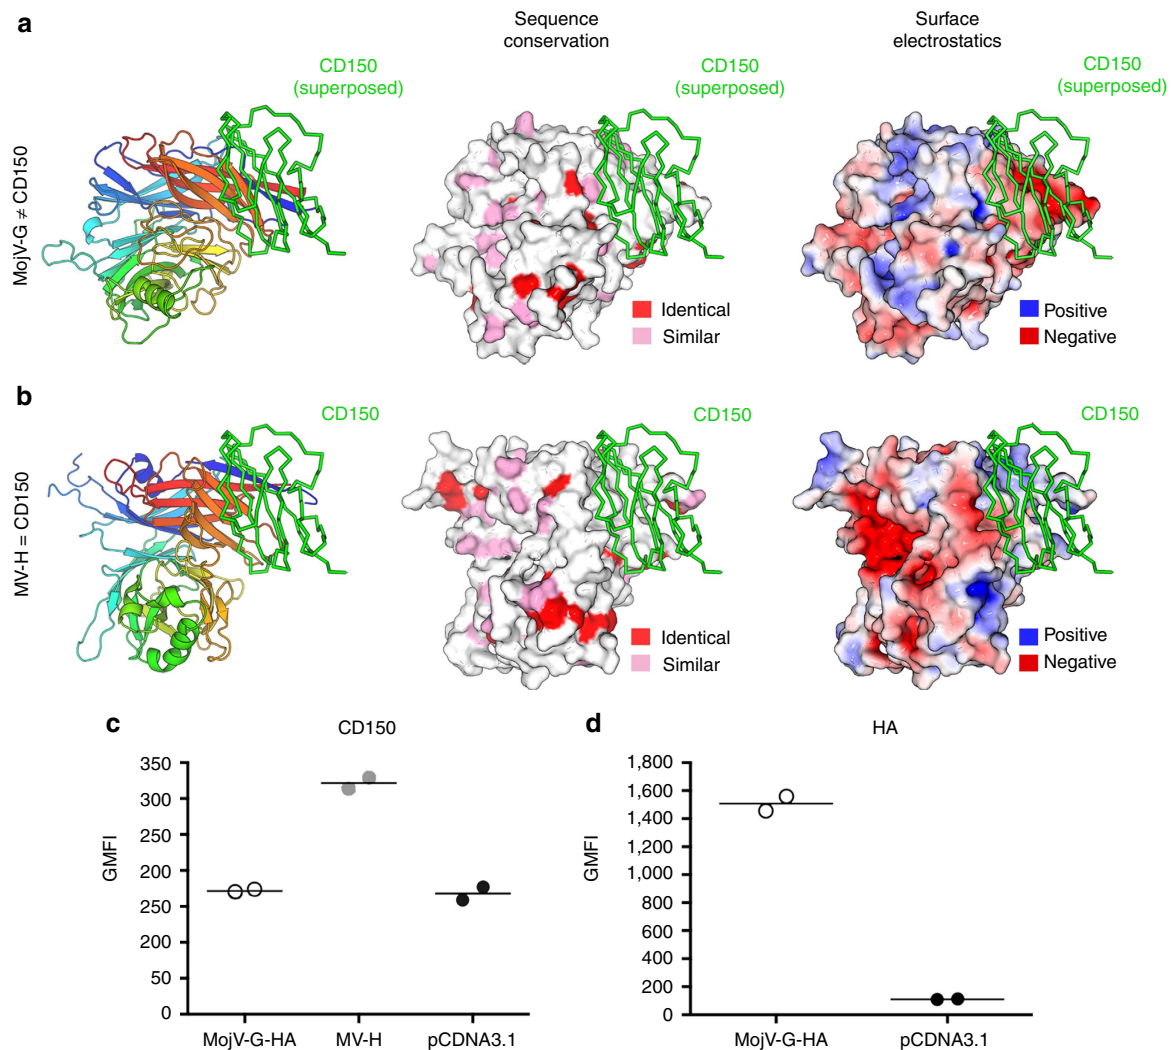 a
Sequence
conservation
Surface
electrostatics
MojV-G ≠ CD150
CD150
(superposed)
CD150
(superposed)
CD150
(superposed)
Identical
Similar
Positive
Negative
b
MV-H = CD150
CD150
CD150
CD150
Identical
Similar
Positive
Negative
c
CD150
GMFI
350
300
250
200
250
200
50
0
MojV-G-HA
MV-H
pCDNA3.1
d
HA
GMFI
1,800
1,600
1,400
1,200
1,000
800
600
400
200
0
MojV-G-HA
pCDNA3.1